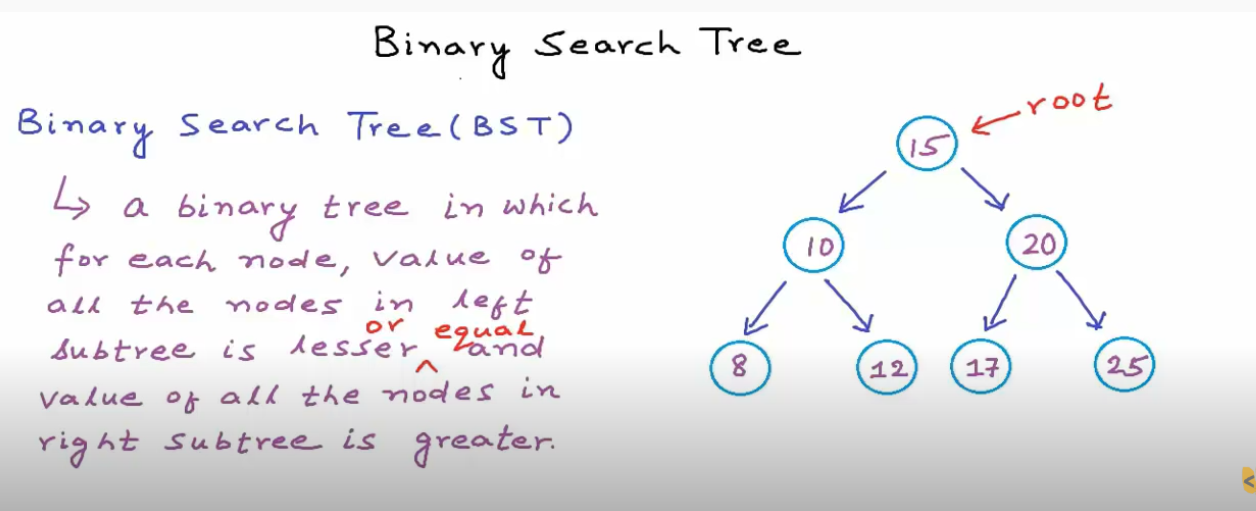 Binary Search Tree
Binary Search Tree (BST)
↳ a binary tree in which
for each node, value of
all the nodes in left
subtree is lesser or equal and
value of all the nodes in
right subtree is greater.
root
15
10 20
8 12 17 25
<